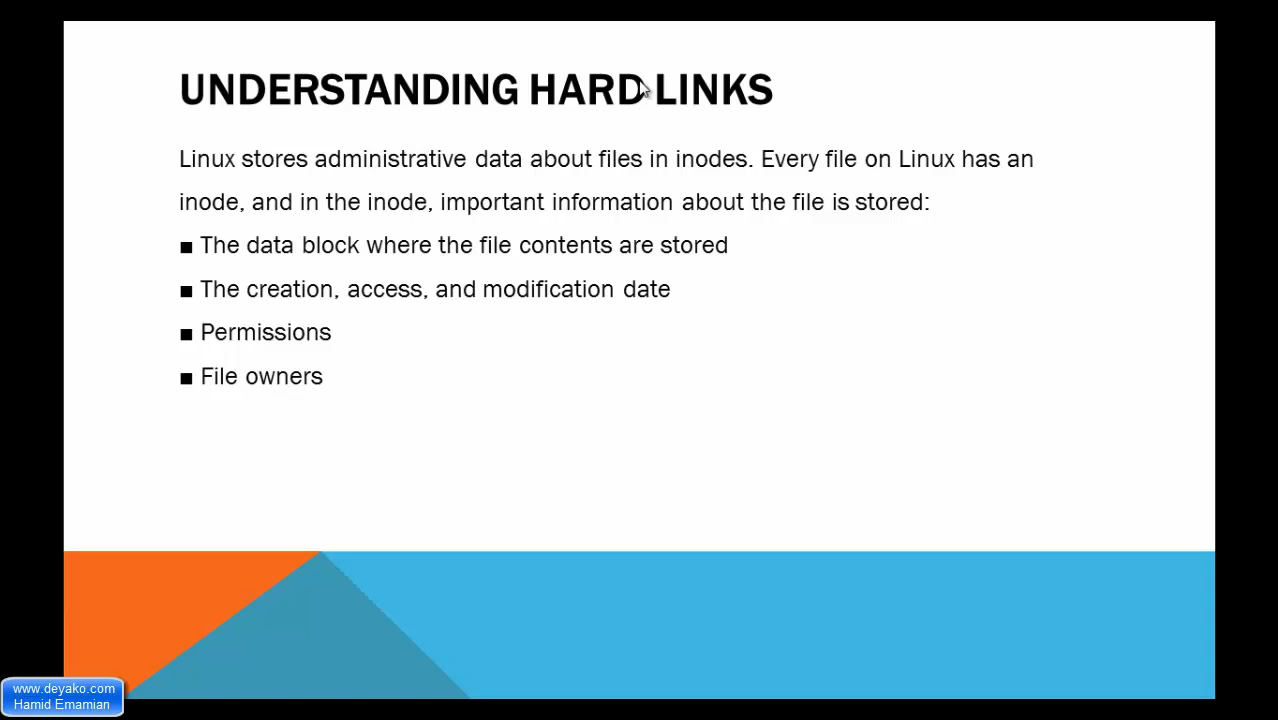 UNDERSTANDING HARD LINKS
Linux stores administrative data about files in inodes. Every file on Linux has an
inode, and in the inode, important information about the file is stored:
■ The data block where the file contents are stored
■ The creation, access, and modification date
■ Permissions
■ File owners
www.deyako.com
Hamid Emamian